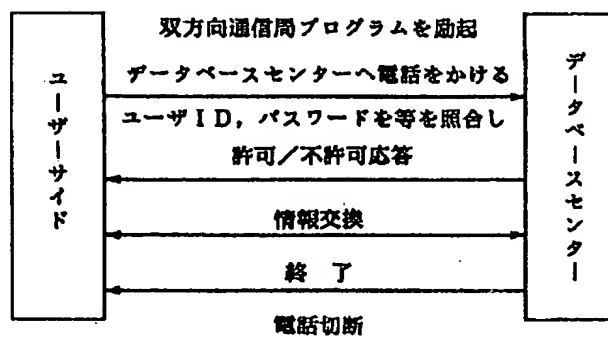 双方向通信局プログラムを励起
データベースセンターへ電話をかける
ユーザID，パスワードを等を照合し
許可／不許可応答
情報交換
終　了
電話切断
ユーザーサイド
データベースセンター